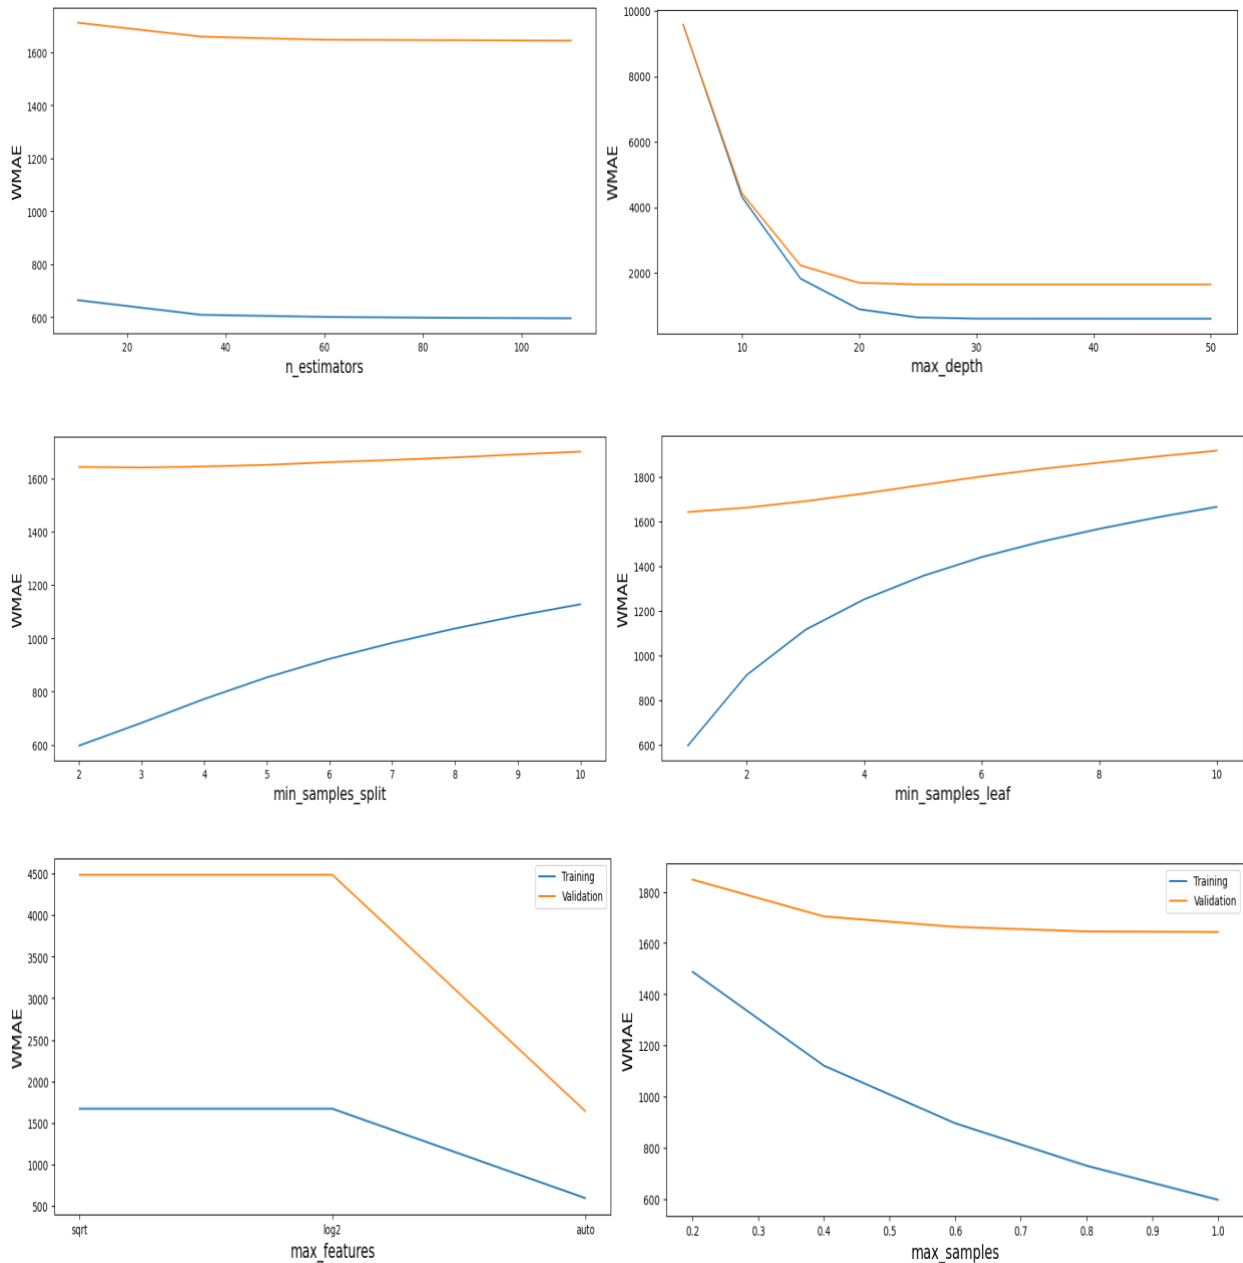 WMAE
1600
1400
1200
1000
800
600
20 40 60 80 100
n_estimators
WMAE
10000
8000
6000
4000
2000
10 20 30 40 50
max_depth
WMAE
1600
1400
1200
1000
800
600
2 3 4 5 6 7 8 9 10
min_samples_split
WMAE
1800
1600
1400
1200
1000
800
600
2 4 6 8 10
min_samples_leaf
WMAE
4500
4000
3500
3000
2500
2000
1500
1000
500
Training
Validation
sqrt log2 auto
max_features
WMAE
1800
1600
1400
1200
1000
800
600
Training
Validation
0.2 0.3 0.4 0.5 0.6 0.7 0.8 0.9 1.0
max_samples